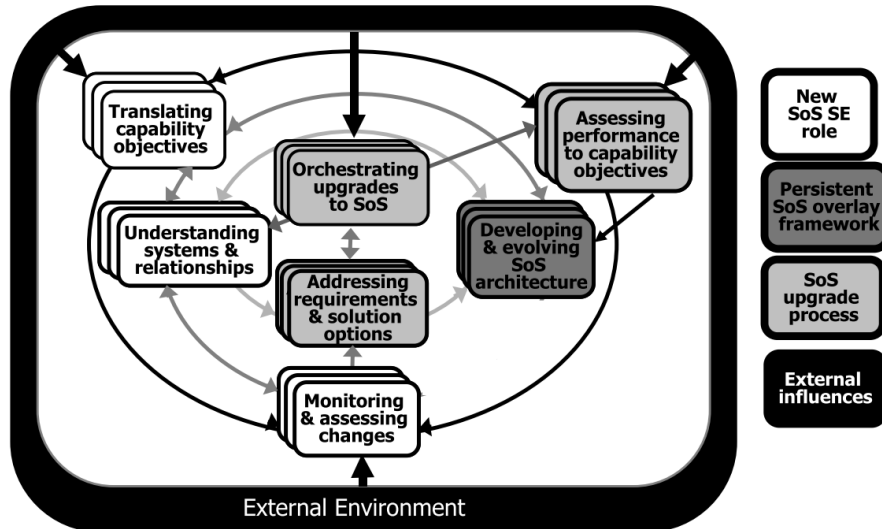 Translating
capability
objectives
Assessing
performance
to capability
objectives
Orchestrating
upgrades
to SoS
Understanding
systems &
relationships
Developing
& evolving
SoS
architecture
Addressing
requirements
& solution
options
Monitoring
& assessing
changes
External Environment
New
SoS SE
role
Persistent
SoS overlay
framework
SoS
upgrade
process
External
influences